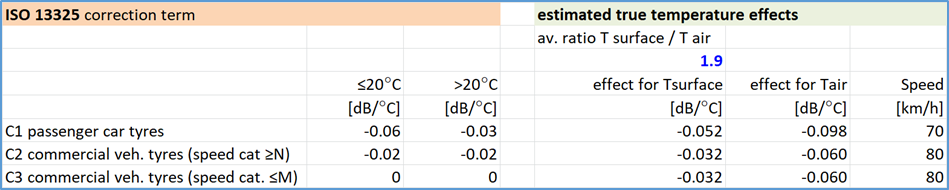 ISO 13325 correction term estimated true temperature effects
av. ratio T surface / T air
1.9
≤20°C >20°C effect for Tsurface effect for Tair Speed
[dB/°C] [dB/°C] [dB/°C] [dB/°C] [km/h]
C1 passenger car tyres -0.06 -0.03 -0.052 -0.098 70
C2 commercial veh. tyres (speed cat ≥N) -0.02 -0.02 -0.032 -0.060 80
C3 commercial veh. tyres (speed cat. ≤M) 0 0 -0.032 -0.060 80